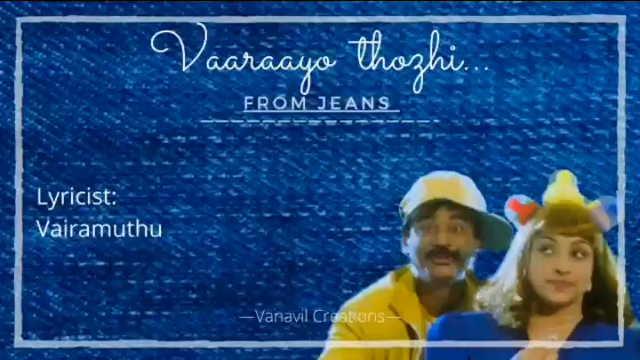 Vaaraayo thozhi...
FROM JEANS
Lyricist:
Vairamuthu
—Vanavil Creations—